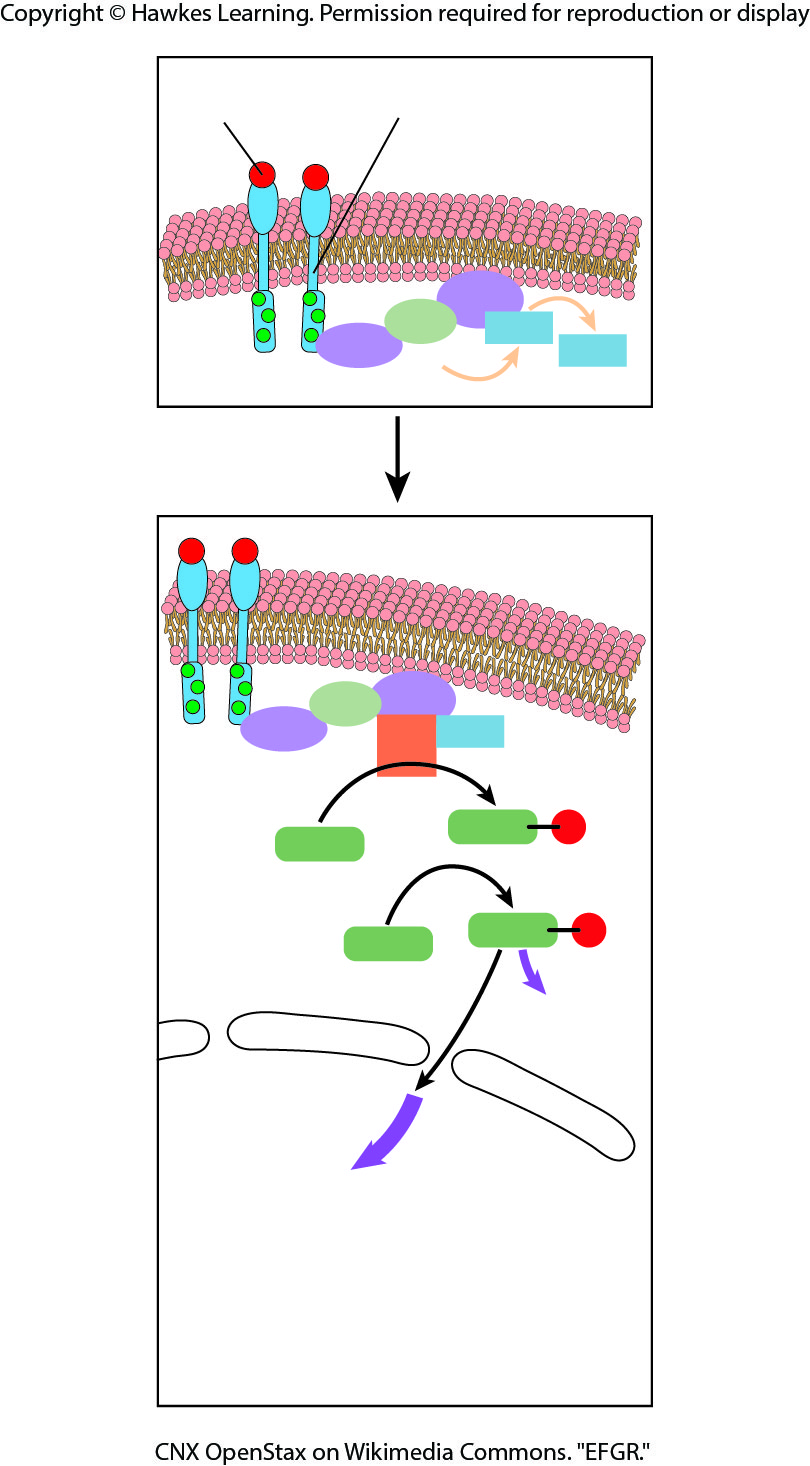 Copyright © Hawkes Learning. Permission required for reproduction or display
CNX OpenStax on Wikimedia Commons. "EFGR."